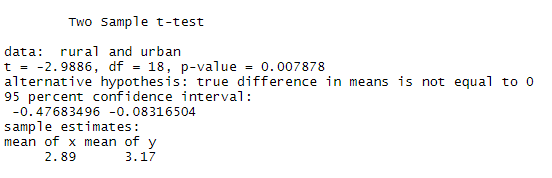 Two Sample t-test
data:  rural and urban
t = -2.9886, df = 18, p-value = 0.007878
alternative hypothesis: true difference in means is not equal to 0
95 percent confidence interval:
-0.47683496 -0.08316504
sample estimates:
mean of x mean of y
2.89      3.17